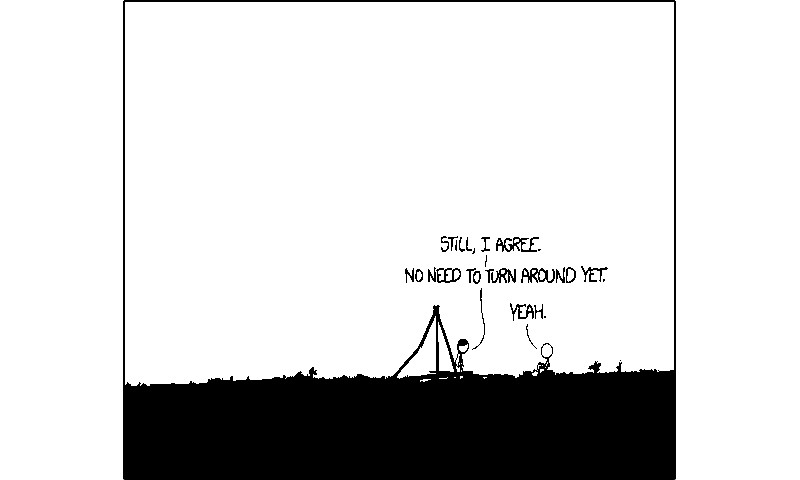 STILL, I AGREE.
NO NEED TO TURN AROUND YET.
YEAH.